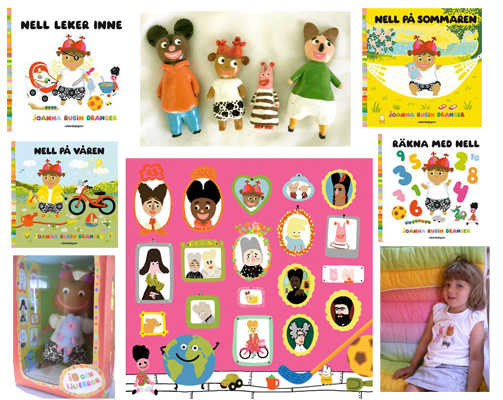 NELL LEKER INNE
JOANNA RUBIN DRANGER
NELL PÅ SOMMAREN
JOANNA RUBIN DRANGER
NELL PÅ VÅREN
JOANNA RUBIN DRANGER
RÄKNA MED NELL
JOANNA RUBIN DRANGER
OCH